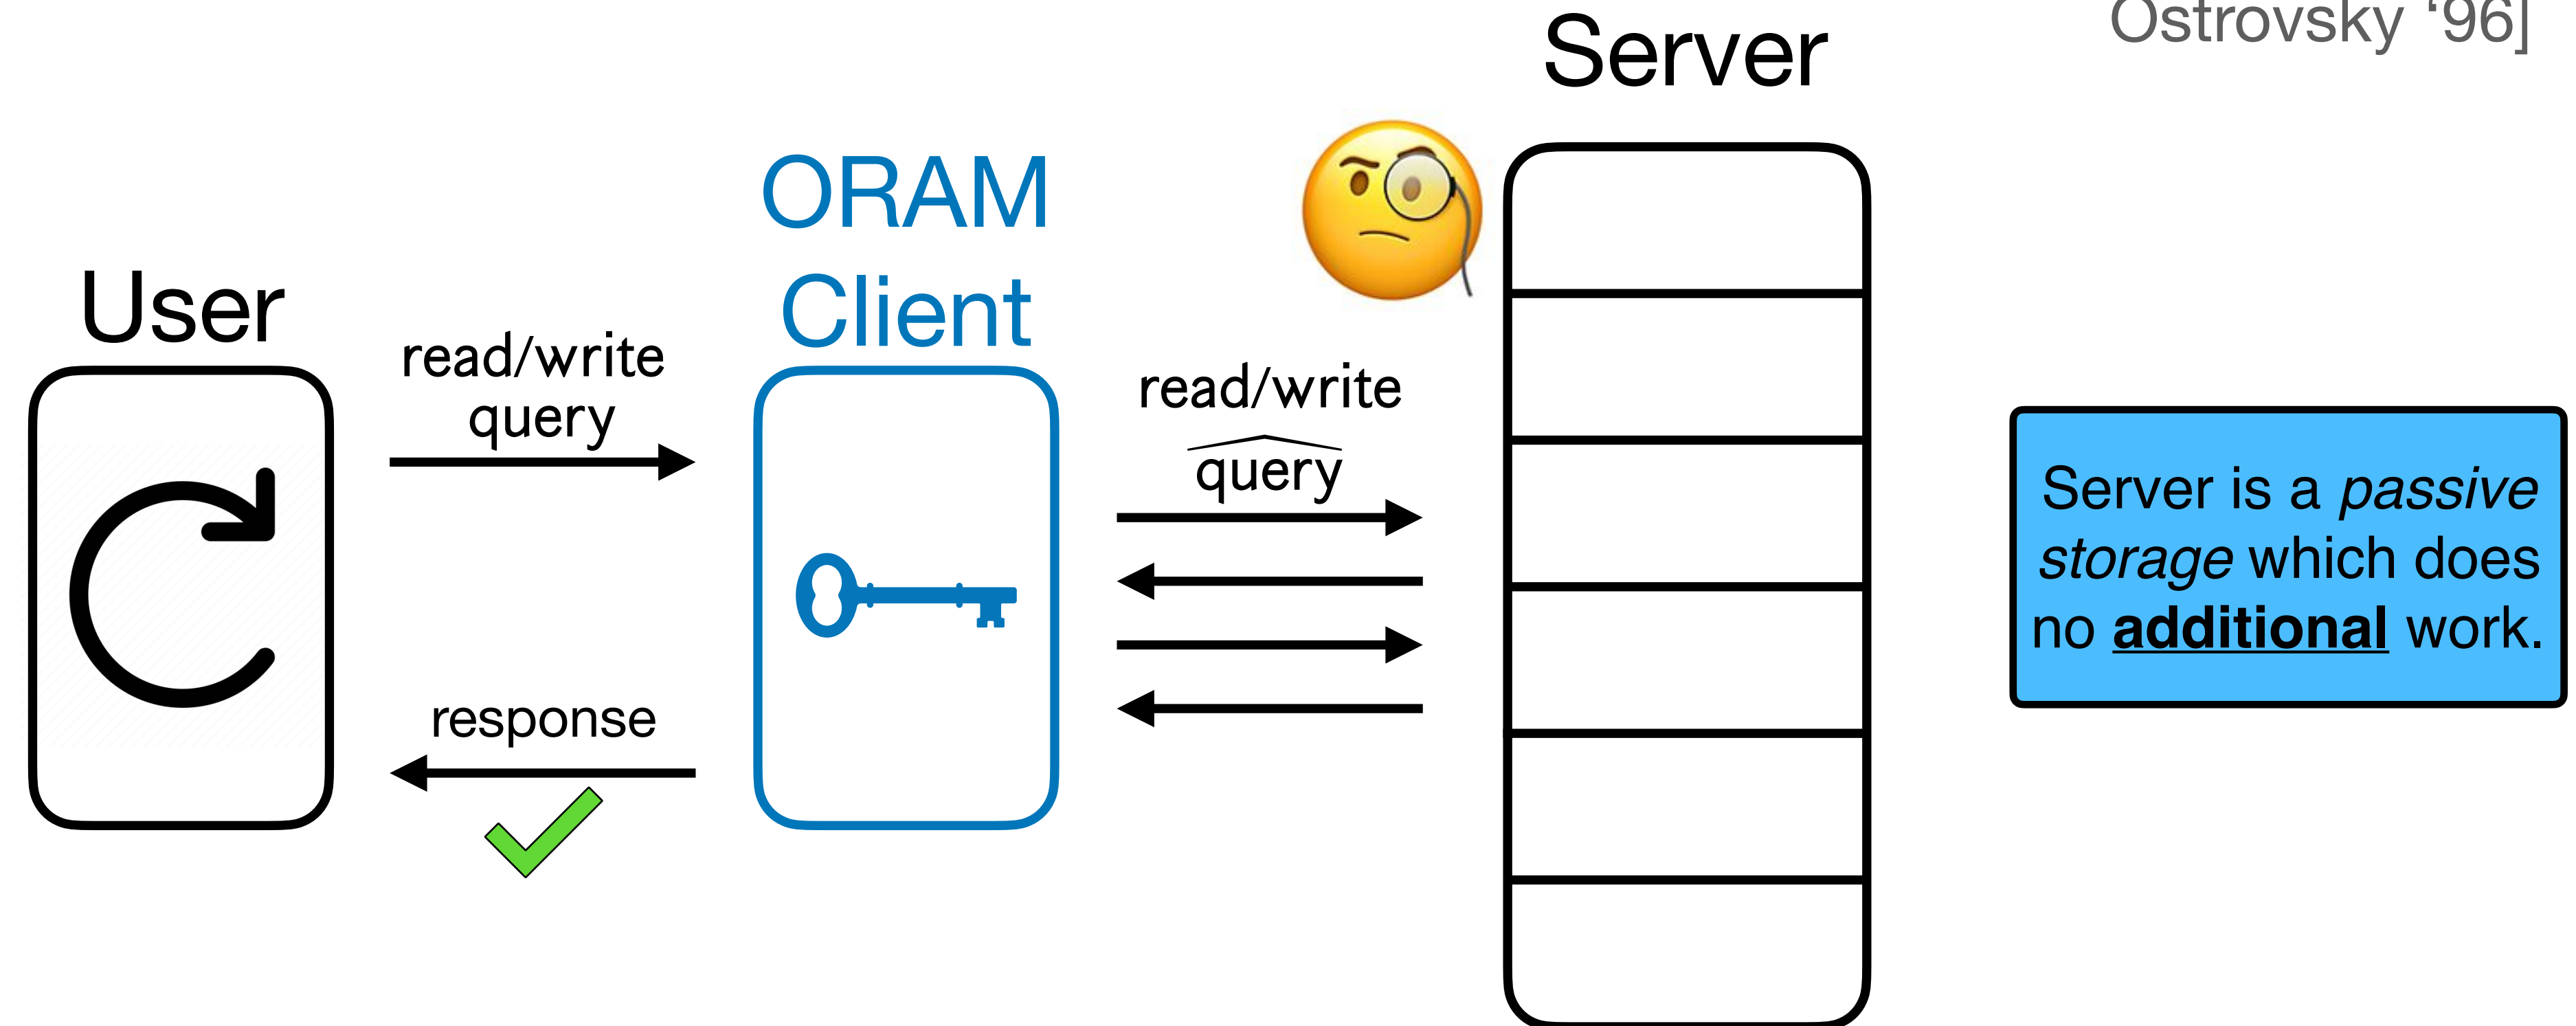 Ostrovsky ‘96]
Server
ORAM
Client
User
read/write
query
read/write
query
response
Server is a passive
storage which does
no additional work.